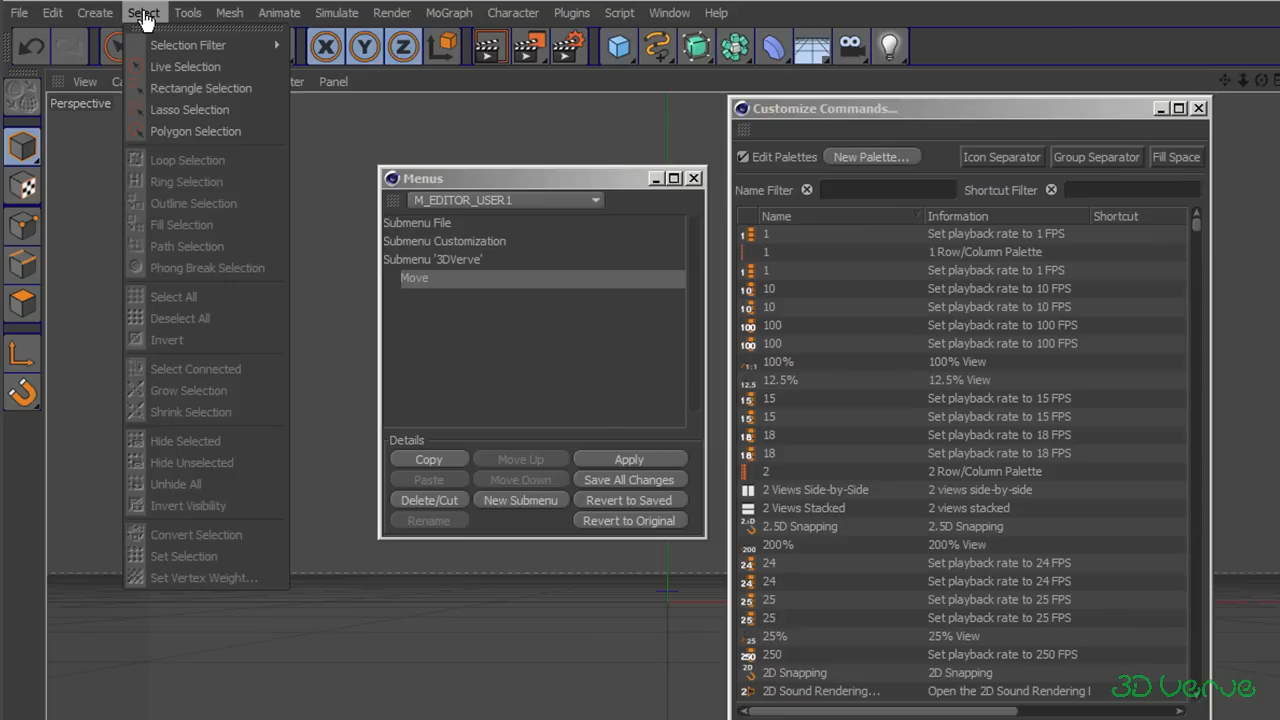 File Edit Create Select Tools Mesh Animate Simulate Render MoGraph Character Plugins Script Window Help
X Y Z
View Panel
Perspective
Selection Filter
Live Selection
Rectangle Selection
Lasso Selection
Polygon Selection
Loop Selection
Ring Selection
Outline Selection
Fill Selection
Path Selection
Phong Break Selection
Select All
Deselect All
Invert
Select Connected
Grow Selection
Shrink Selection
Hide Selected
Hide Unselected
Unhide All
Invert Visibility
Convert Selection
Set Selection
Set Vertex Weight...
Menus
M_EDITOR_USER1
Submenu File
Submenu Customization
Submenu '3DVerve'
Move
Details
Copy Move Up Apply
Paste Move Down Save All Changes
Delete/Cut New Submenu Revert to Saved
Rename Revert to Original
Customize Commands...
Edit Palettes New Palette... Icon Separator Group Separator Fill Space
Name Filter Shortcut Filter
Name Information Shortcut
1 Set playback rate to 1 FPS
1 1 Row/Column Palette
1 Set playback rate to 1 FPS
10 Set playback rate to 10 FPS
10 Set playback rate to 10 FPS
100 Set playback rate to 100 FPS
100 Set playback rate to 100 FPS
100% 100% View
12.5% 12.5% View
15 Set playback rate to 15 FPS
15 Set playback rate to 15 FPS
18 Set playback rate to 18 FPS
18 Set playback rate to 18 FPS
2 2 Row/Column Palette
2 Views Side-by-Side 2 views side-by-side
2 Views Stacked 2 views stacked
2.5D Snapping 2.5D Snapping
200% 200% View
24 Set playback rate to 24 FPS
24 Set playback rate to 24 FPS
25 Set playback rate to 25 FPS
25 Set playback rate to 25 FPS
25% 25% View
250 Set playback rate to 250 FPS
2D Snapping 2D Snapping
2D Sound Rendering... Open the 2D Sound Rendering
3D Verve